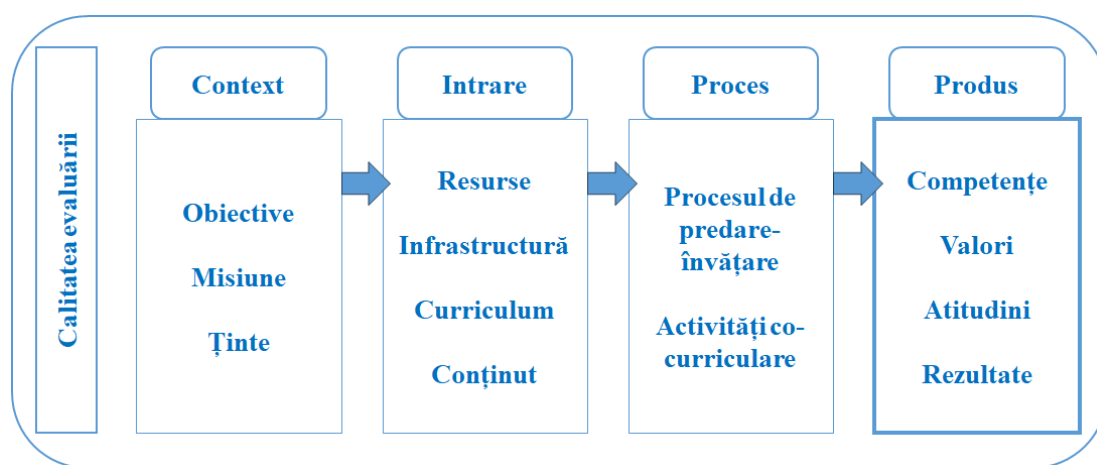 Calitatea evaluării
Context
Obiective
Misiune
Ținte
Intrare
Resurse
Infrastructură
Curriculum
Conținut
Proces
Procesul de
predare-
învățare
Activități co-
curriculare
Produs
Competențe
Valori
Atitudini
Rezultate